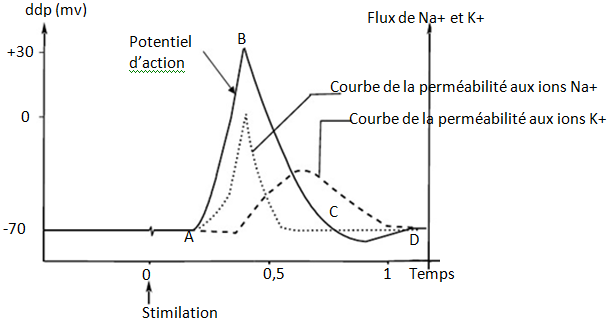 ddp (mv)
Flux de Na+ et K+
+30
B
Potentiel
d'action
Courbe de la perméabilité aux ions Na+
0
Courbe de la perméabilité aux ions K+
C
-70
A
D
0
0,5
1
Temps
Stimilation